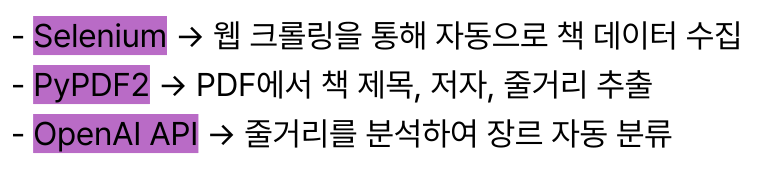 - Selenium → 웹 크롤링을 통해 자동으로 책 데이터 수집
- PyPDF2 → PDF에서 책 제목, 저자, 줄거리 추출
- OpenAI API → 줄거리를 분석하여 장르 자동 분류